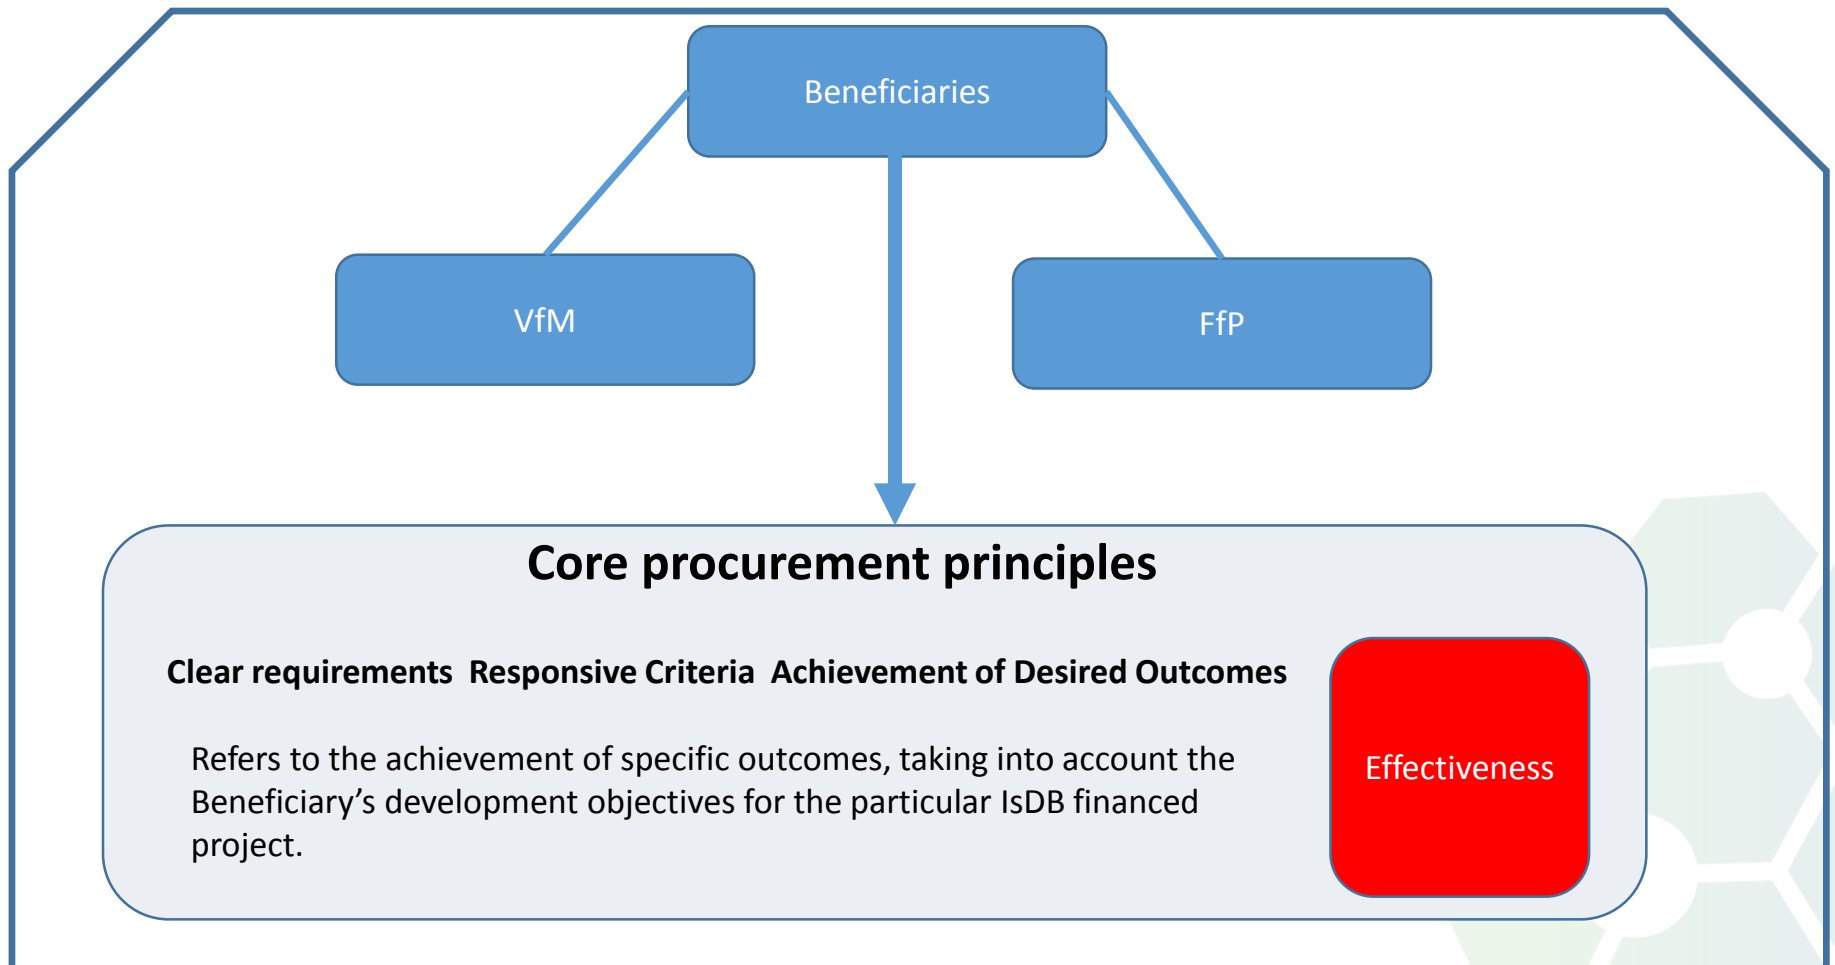 Beneficiaries
VfM
FfP
Core procurement principles
Clear requirements  Responsive Criteria  Achievement of Desired Outcomes
Refers to the achievement of specific outcomes, taking into account the
Beneficiary’s development objectives for the particular IsDB financed
project.
Effectiveness